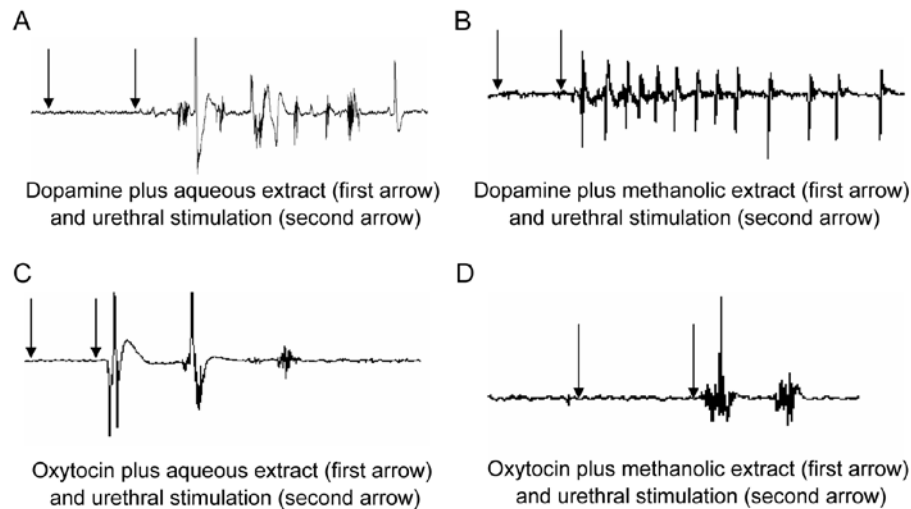 A
Dopamine plus aqueous extract (first arrow)
and urethral stimulation (second arrow)
B
Dopamine plus methanolic extract (first arrow)
and urethral stimulation (second arrow)
C
Oxytocin plus aqueous extract (first arrow)
and urethral stimulation (second arrow)
D
Oxytocin plus methanolic extract (first arrow)
and urethral stimulation (second arrow)